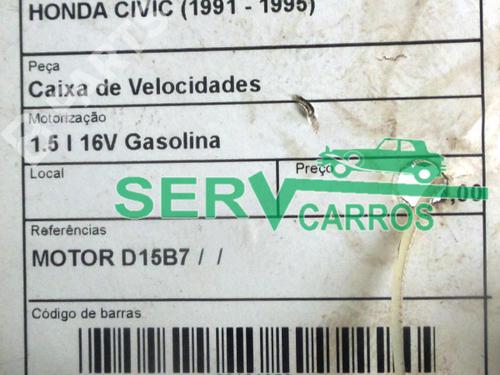 HONDA CIVIC (1991 - 1995)
Peça
Caixa de Velocidades
Motorização
1.5 I 16V Gasolina
Local Preço
,00
SERV
CARROS
Referências
MOTOR D15B7 / /
Código de barras